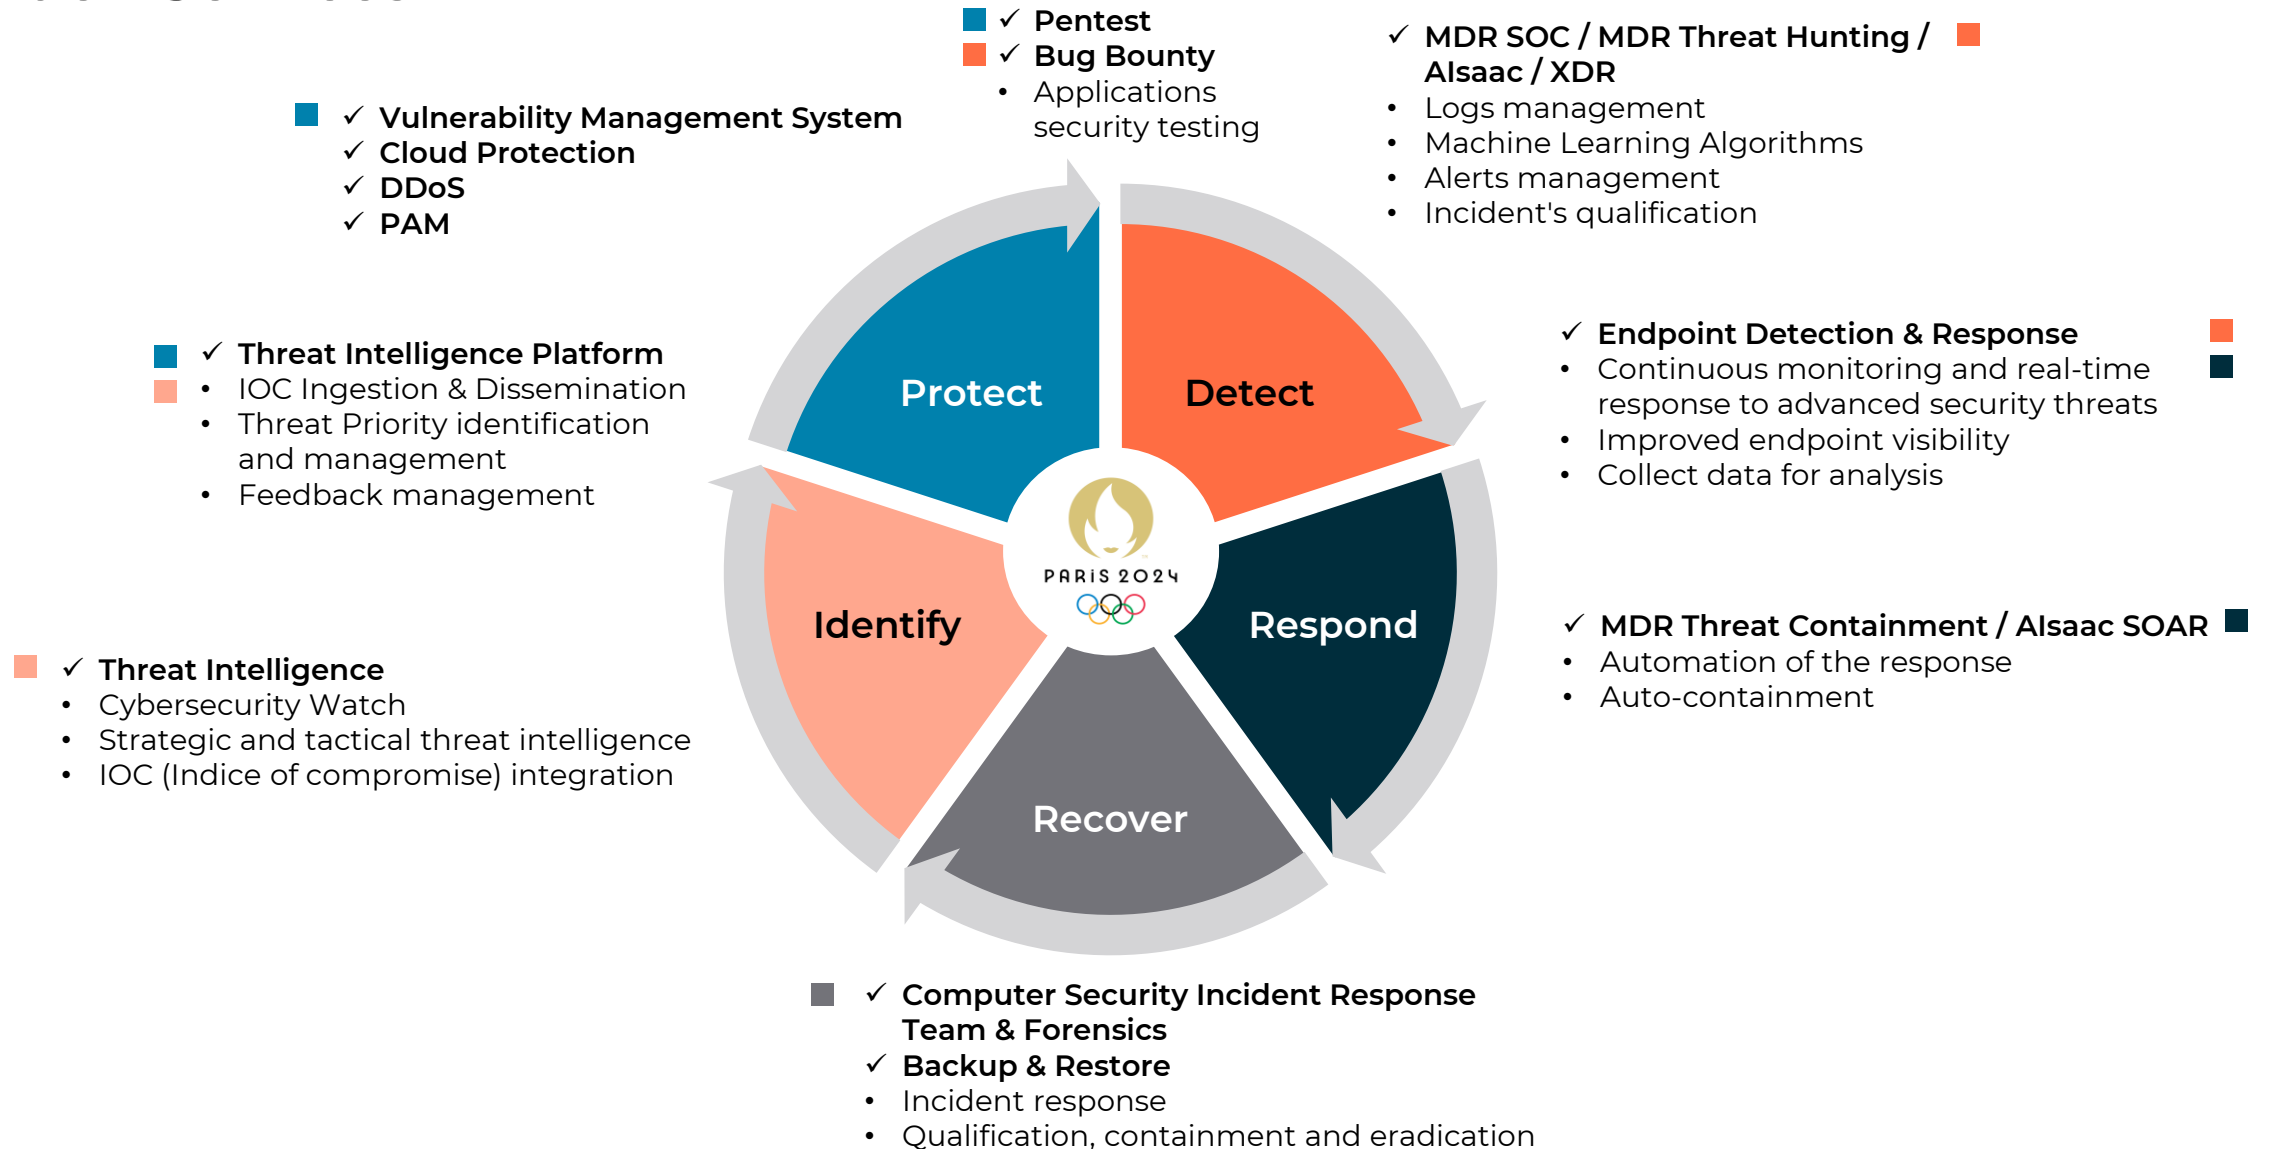 ✓ Pentest
✓ Bug Bounty
• Applications
security testing
✓ MDR SOC / MDR Threat Hunting /
AIsaac / XDR
• Logs management
• Machine Learning Algorithms
• Alerts management
• Incident's qualification
✓ Vulnerability Management System
✓ Cloud Protection
✓ DDoS
✓ PAM
✓ Threat Intelligence Platform
• IOC Ingestion & Dissemination
• Threat Priority identification
and management
• Feedback management
✓ Endpoint Detection & Response
• Continuous monitoring and real-time
response to advanced security threats
• Improved endpoint visibility
• Collect data for analysis
Protect
Detect
PARIS 2024
Identify
Respond
Recover
✓ Threat Intelligence
• Cybersecurity Watch
• Strategic and tactical threat intelligence
• IOC (Indice of compromise) integration
✓ MDR Threat Containment / AIsaac SOAR
• Automation of the response
• Auto-containment
✓ Computer Security Incident Response
Team & Forensics
✓ Backup & Restore
• Incident response
• Qualification, containment and eradication